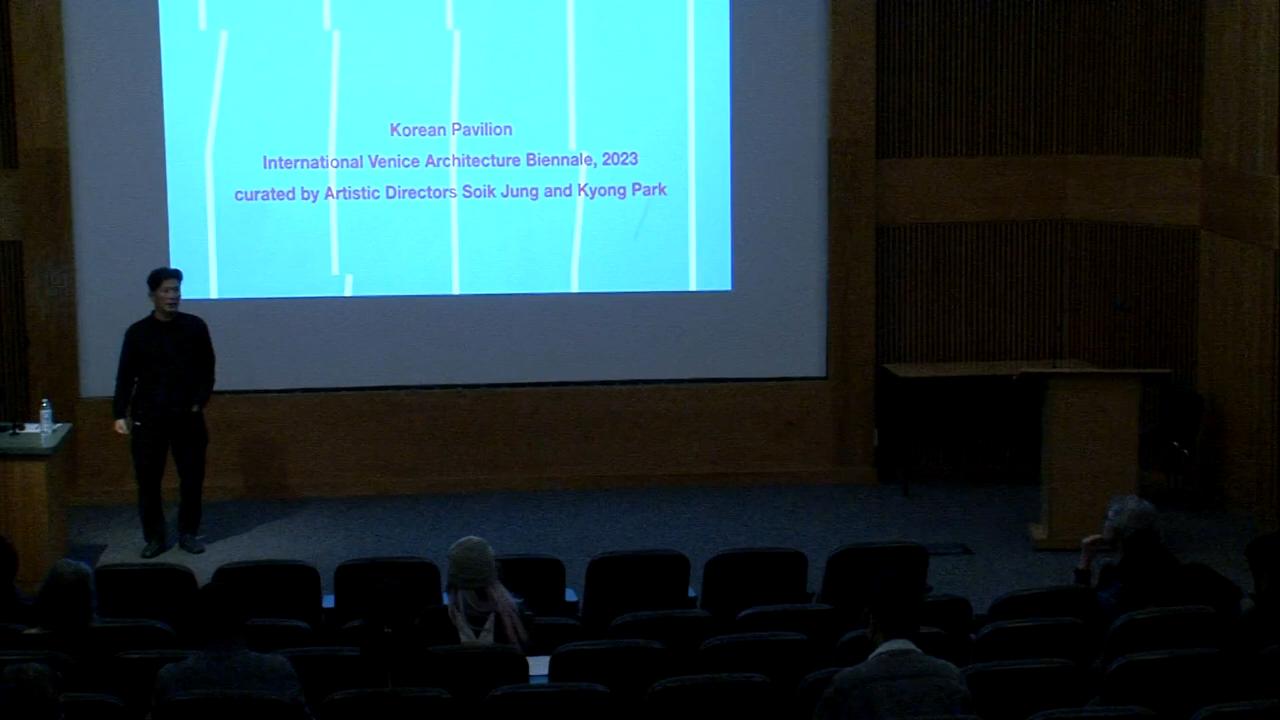 Korean Pavilion
International Venice Architecture Biennale, 2023
curated by Artistic Directors Soik Jung and Kyong Park